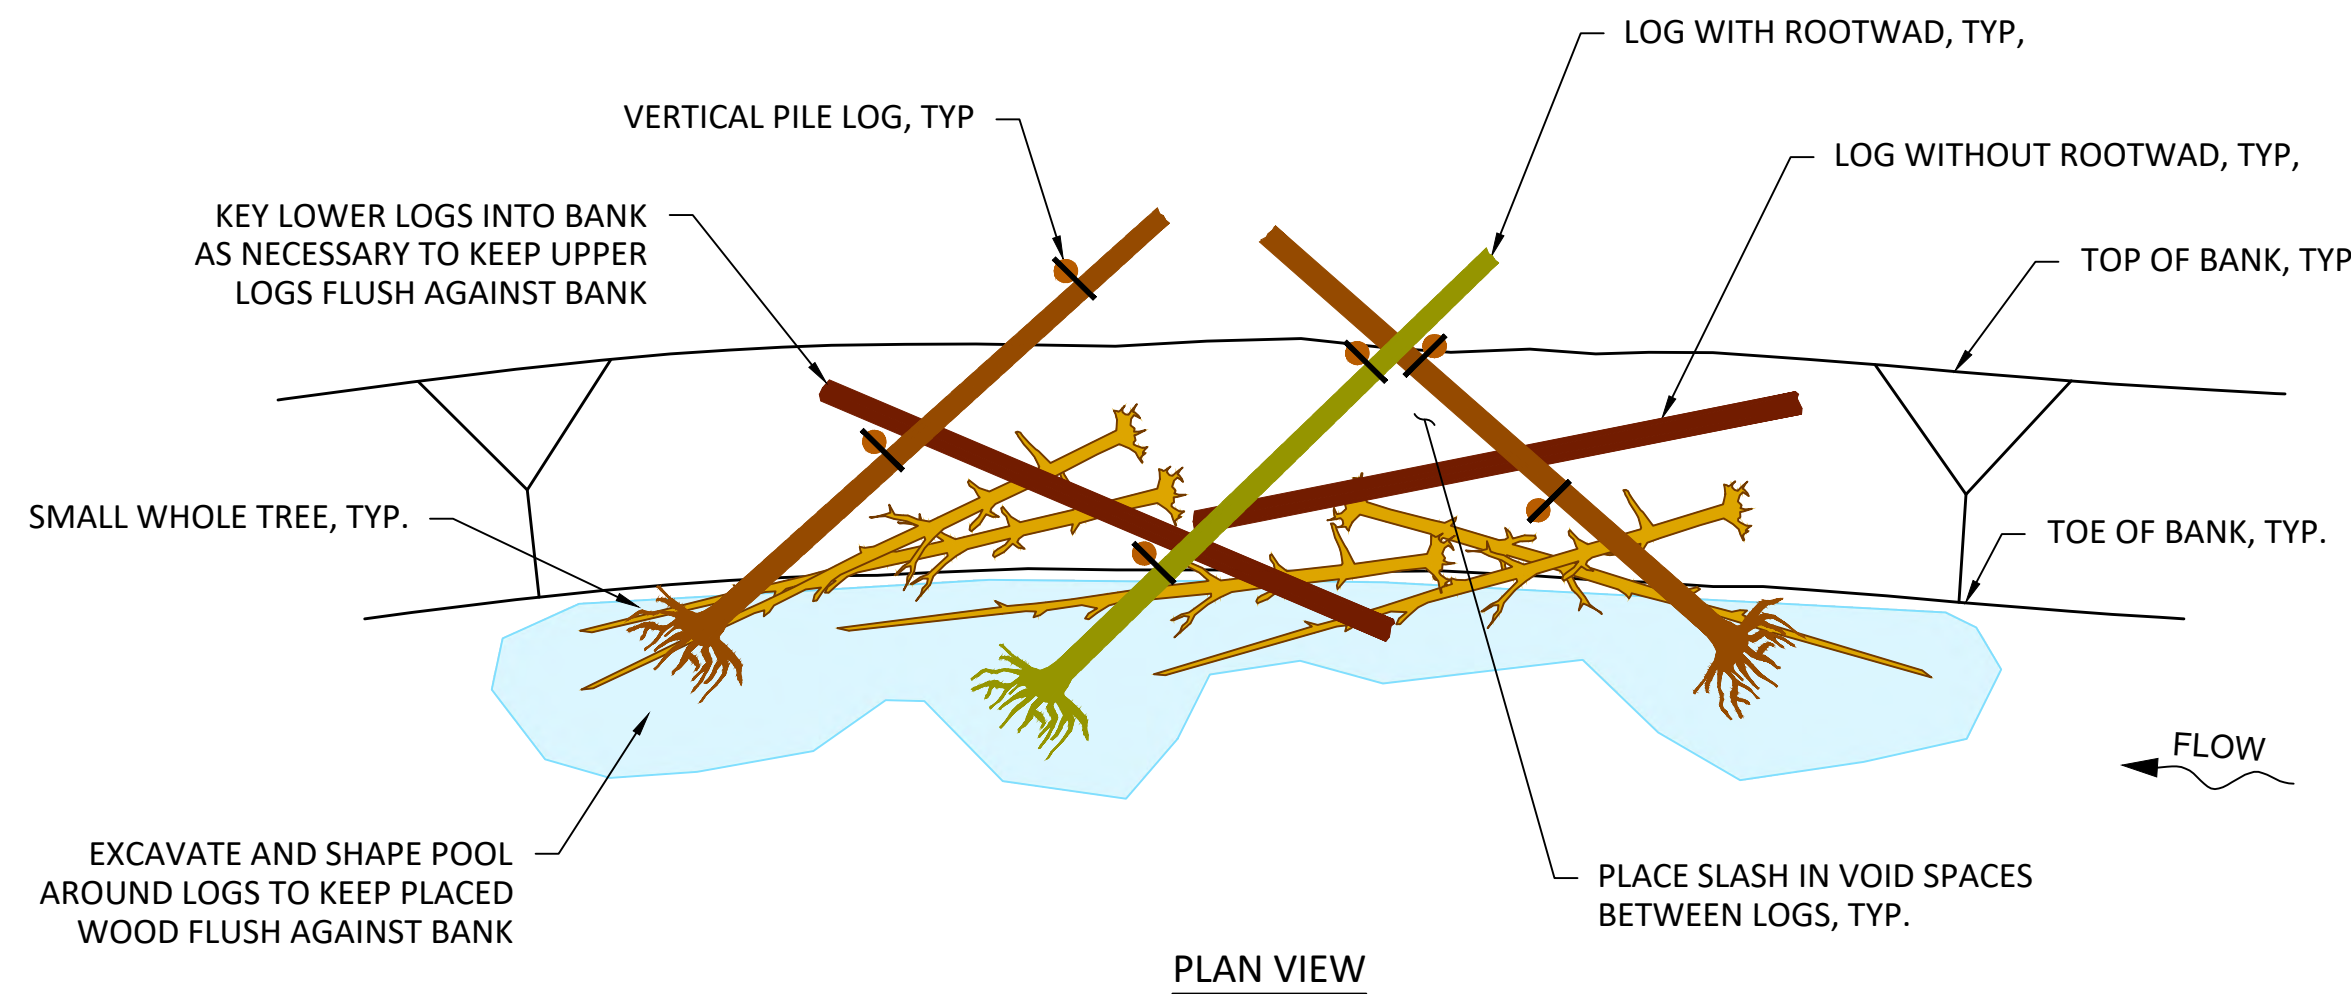 LOG WITH ROOTWAD, TYP,
VERTICAL PILE LOG, TYP
LOG WITHOUT ROOTWAD, TYP,
KEY LOWER LOGS INTO BANK
AS NECESSARY TO KEEP UPPER
LOGS FLUSH AGAINST BANK
TOP OF BANK, TYP
SMALL WHOLE TREE, TYP.
TOE OF BANK, TYP.
FLOW
EXCAVATE AND SHAPE POOL
AROUND LOGS TO KEEP PLACED
WOOD FLUSH AGAINST BANK
PLACE SLASH IN VOID SPACES
BETWEEN LOGS, TYP.
PLAN VIEW